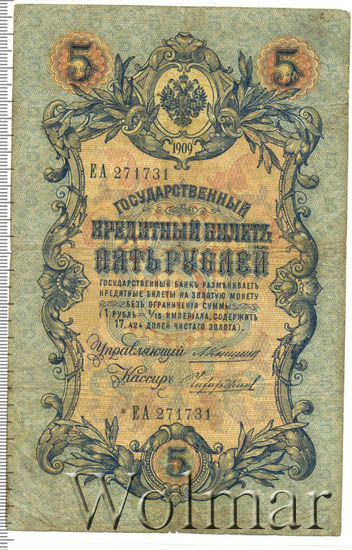 5 5
1909
ЕА 271731
ГОСУДАРСТВЕННЫЙ
КРЕДИТНЫЙ БИЛЕТЪ
ПЯТЬ РУБЛЕЙ
ГОСУДАРСТВЕННЫЙ БАНКЪ РАЗМѢНИВАЕТЪ
КРЕДИТНЫЕ БИЛЕТЫ НА ЗОЛОТУЮ МОНЕТУ
БЕЗЪ ОГРАНИЧЕНІЯ СУММЫ
(1 РУБЛЬ = 1/15 ИМПЕРІАЛА, СОДЕРЖИТЪ
17,424 ДОЛЕЙ ЧИСТАГО ЗОЛОТА).
Управляющій
Кассиръ
ЕА 271731
5
Wolmar